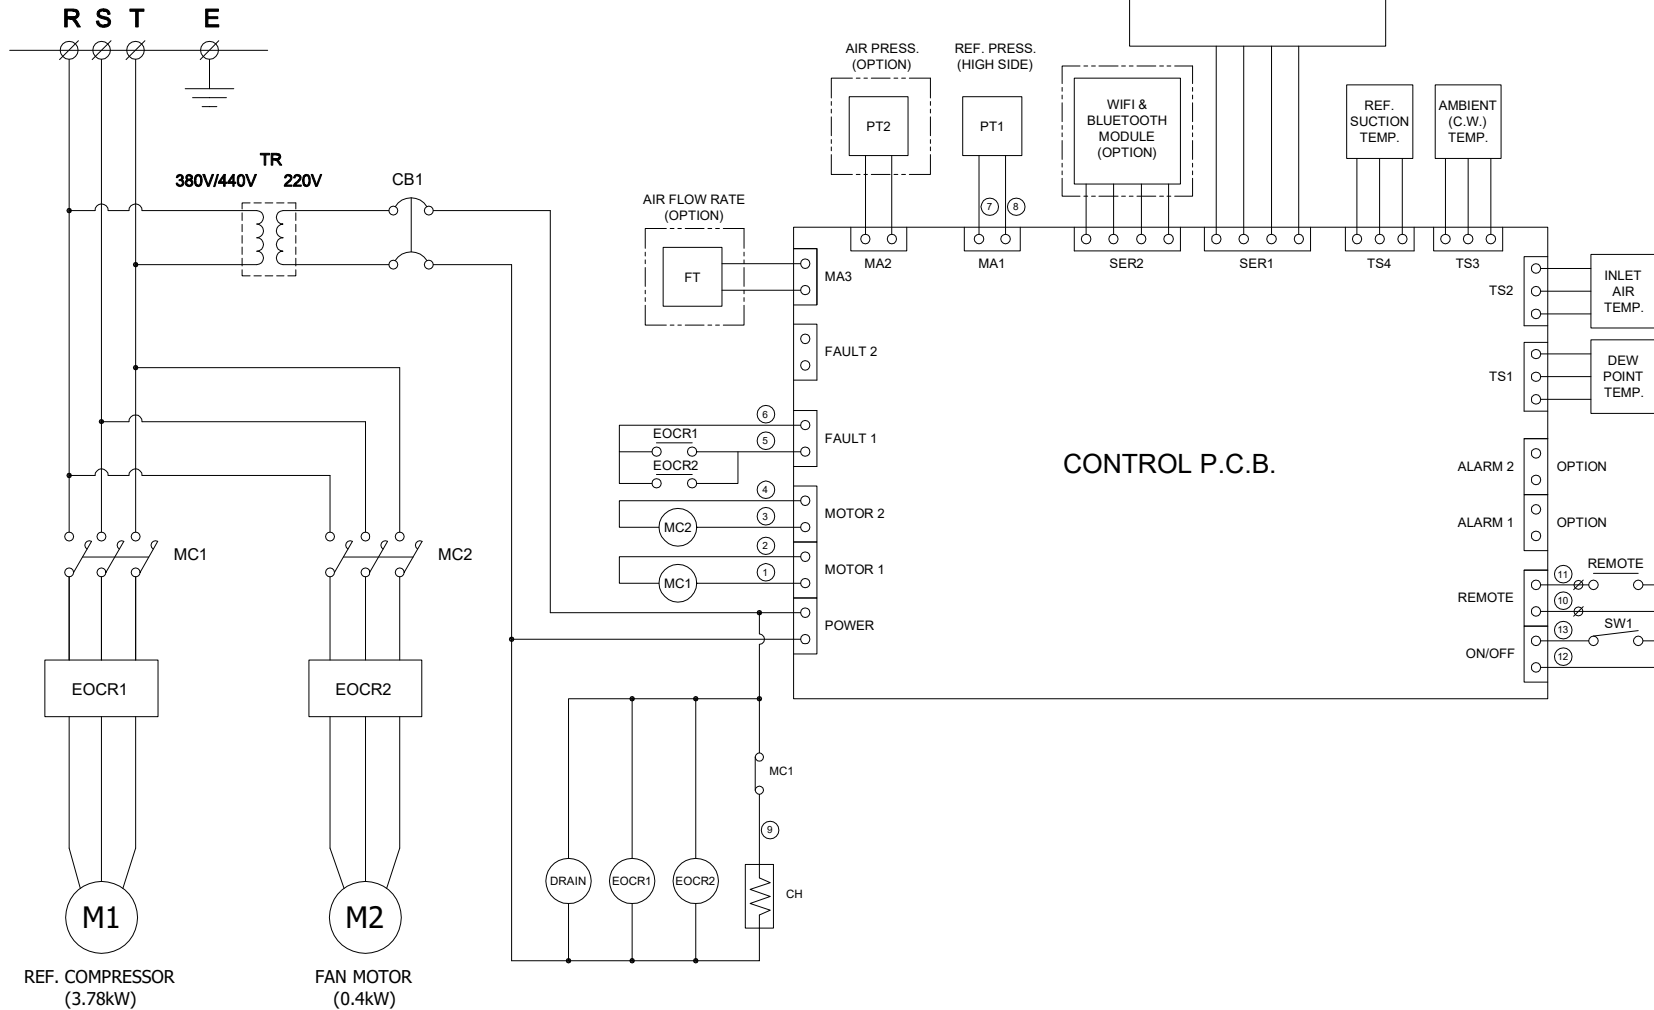 R S T E
TR
380V/440V 220V
CB1
AIR PRESS.
(OPTION)
PT2
REF. PRESS.
(HIGH SIDE)
PT1
WIFI &
BLUETOOTH
MODULE
(OPTION)
REF.
SUCTION
TEMP.
AMBIENT
(C.W.)
TEMP.
AIR FLOW RATE
(OPTION)
FT
7 8
MA3
MA2
MA1
SER2
SER1
TS4
TS3
TS2
INLET
AIR
TEMP.
TS1
DEW
POINT
TEMP.
FAULT 2
6
EOCR1
5
EOCR2
FAULT 1
4
3
MC2
MOTOR 2
2
1
MC1
MOTOR 1
POWER
CONTROL P.C.B.
ALARM 2 OPTION
ALARM 1 OPTION
REMOTE
11
REMOTE
10
SW1
13
ON/OFF
12
MC1
MC2
EOCR1
EOCR2
MC1
9
DRAIN
EOCR1
EOCR2
CH
M1
REF. COMPRESSOR
(3.78kW)
M2
FAN MOTOR
(0.4kW)